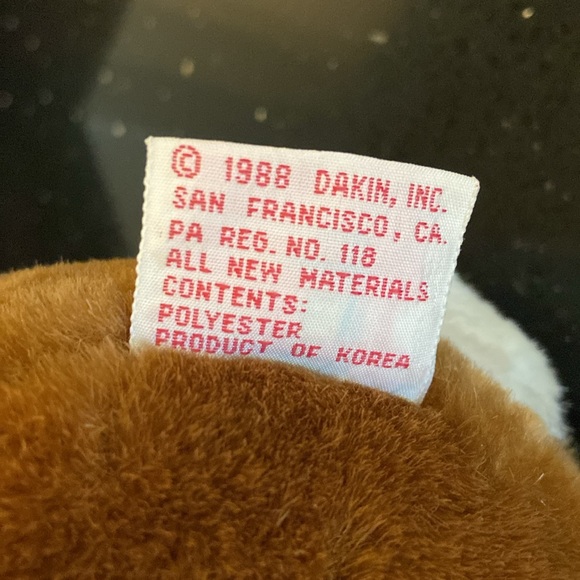 © 1988 DAKIN, INC.
SAN FRANCISCO, CA.
PA REG. NO. 118
ALL NEW MATERIALS
CONTENTS:
POLYESTER
PRODUCT OF KOREA